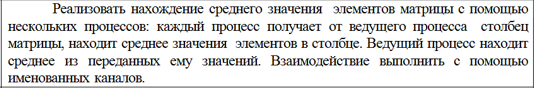 Реализовать нахождение среднего значения элементов матрицы с помощью
нескольких процессов: каждый процесс получает от ведущего процесса столбец
матрицы, находит среднее значения элементов в столбце. Ведущий процесс находит
среднее из переданных ему значений. Взаимодействие выполнить с помощью
именованных каналов.